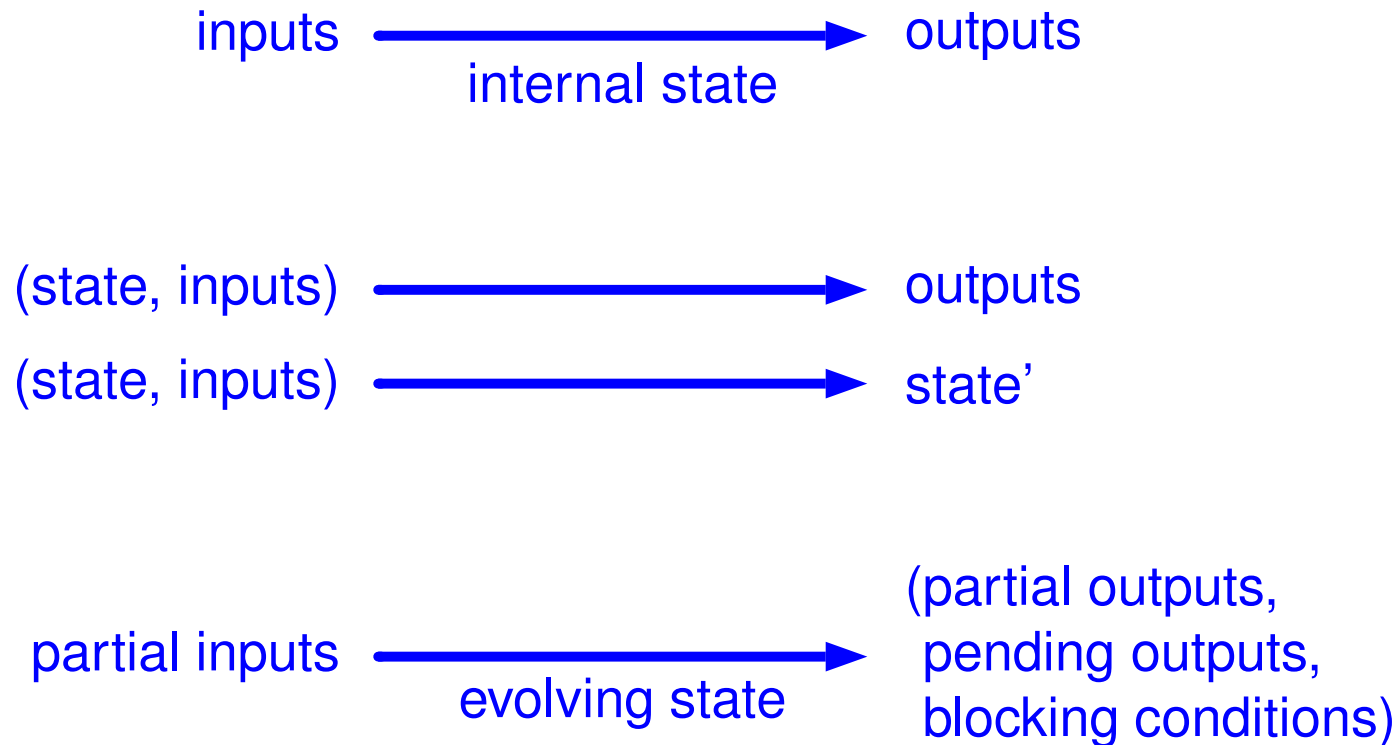 inputs outputs
internal state
(state, inputs) outputs
(state, inputs) state'
partial inputs (partial outputs,
pending outputs,
evolving state
blocking conditions)